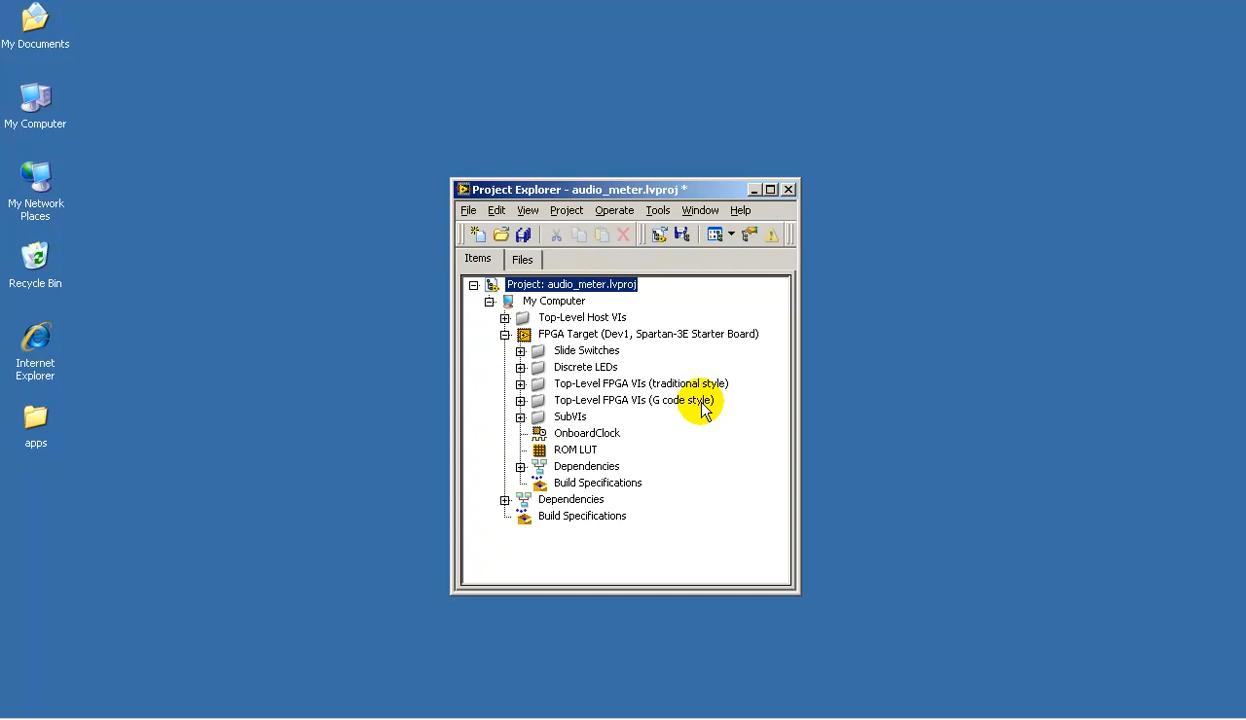 My Documents
My Computer
My Network
Places
Recycle Bin
Internet
Explorer
apps
Project Explorer - audio_meter.lvproj *
File Edit View Project Operate Tools Window Help
Items Files
Project: audio_meter.lvproj
My Computer
Top-Level Host VIs
FPGA Target (Dev1, Spartan-3E Starter Board)
Slide Switches
Discrete LEDs
Top-Level FPGA VIs (traditional style)
Top-Level FPGA VIs (G code style)
SubVIs
OnboardClock
ROM LUT
Dependencies
Build Specifications
Dependencies
Build Specifications